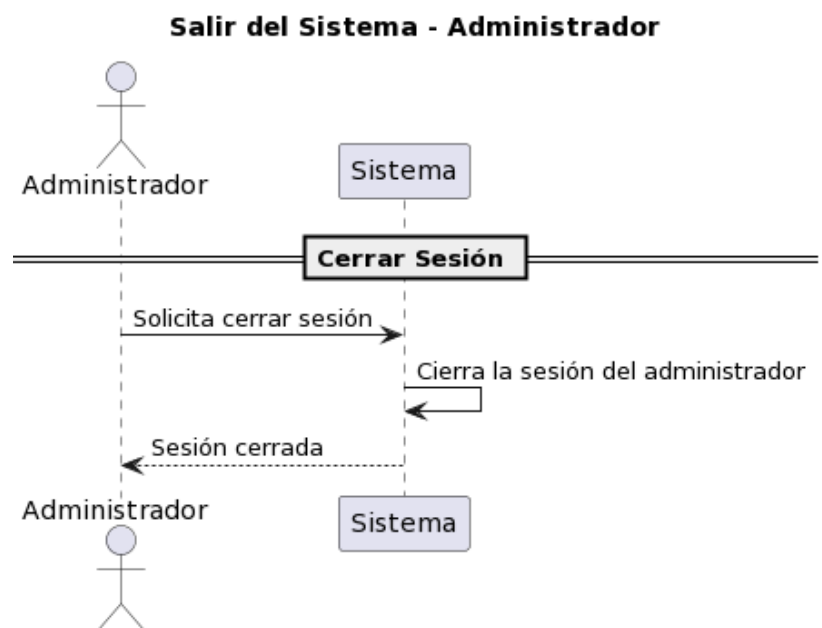 Salir del Sistema - Administrador
Administrador
Sistema
Cerrar Sesión
Solicita cerrar sesión
Cierra la sesión del administrador
Sesión cerrada
Administrador
Sistema